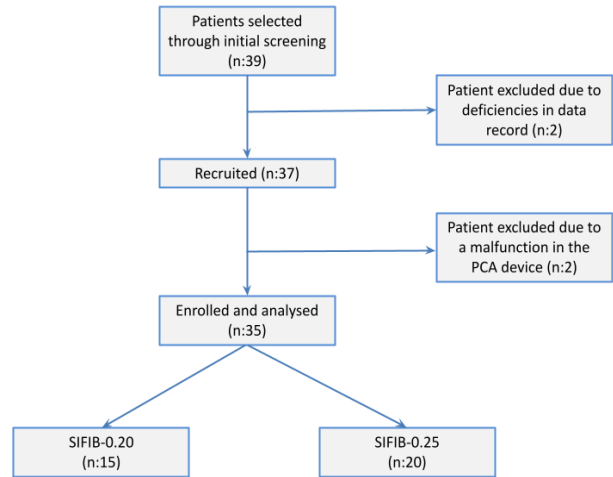 Patients selected
through initial screening
(n:39)
Patient excluded due to
deficiencies in data
record (n:2)
Recruited (n:37)
Patient excluded due to
a malfunction in the
PCA device (n:2)
Enrolled and analysed
(n:35)
SIFIB-0.20
(n:15)
SIFIB-0.25
(n:20)